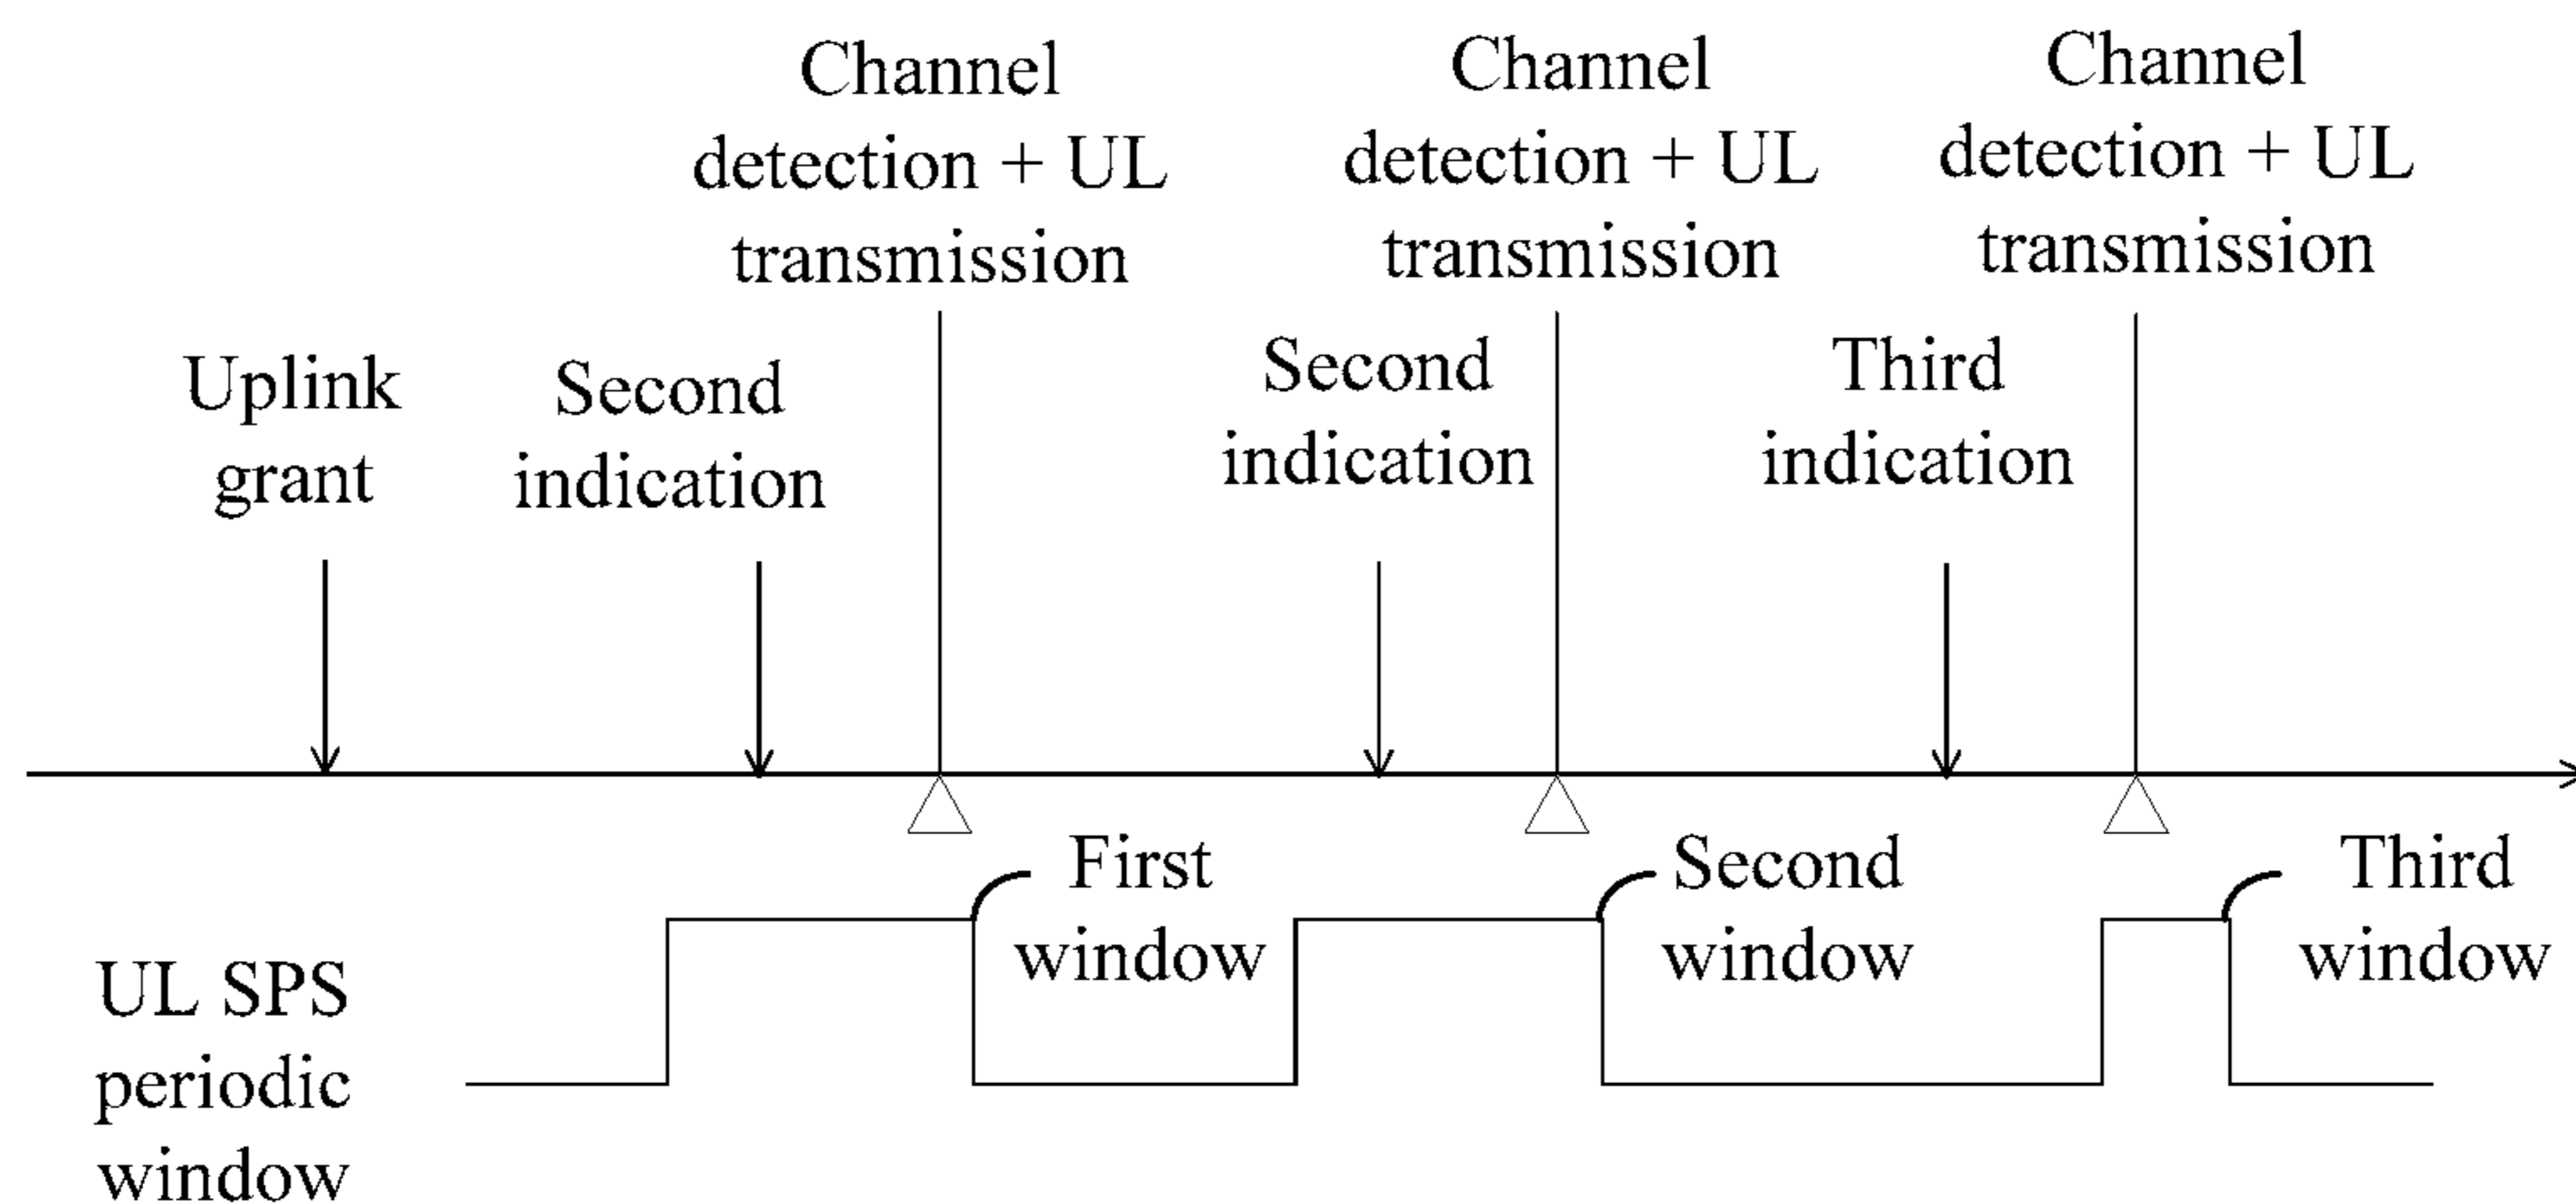 Channel
detection + UL
transmission
Channel
detection + UL
transmission
Channel
detection + UL
transmission
Uplink
grant
Second
indication
Second
indication
Third
indication
First
window
Second
window
Third
window
UL SPS
periodic
window